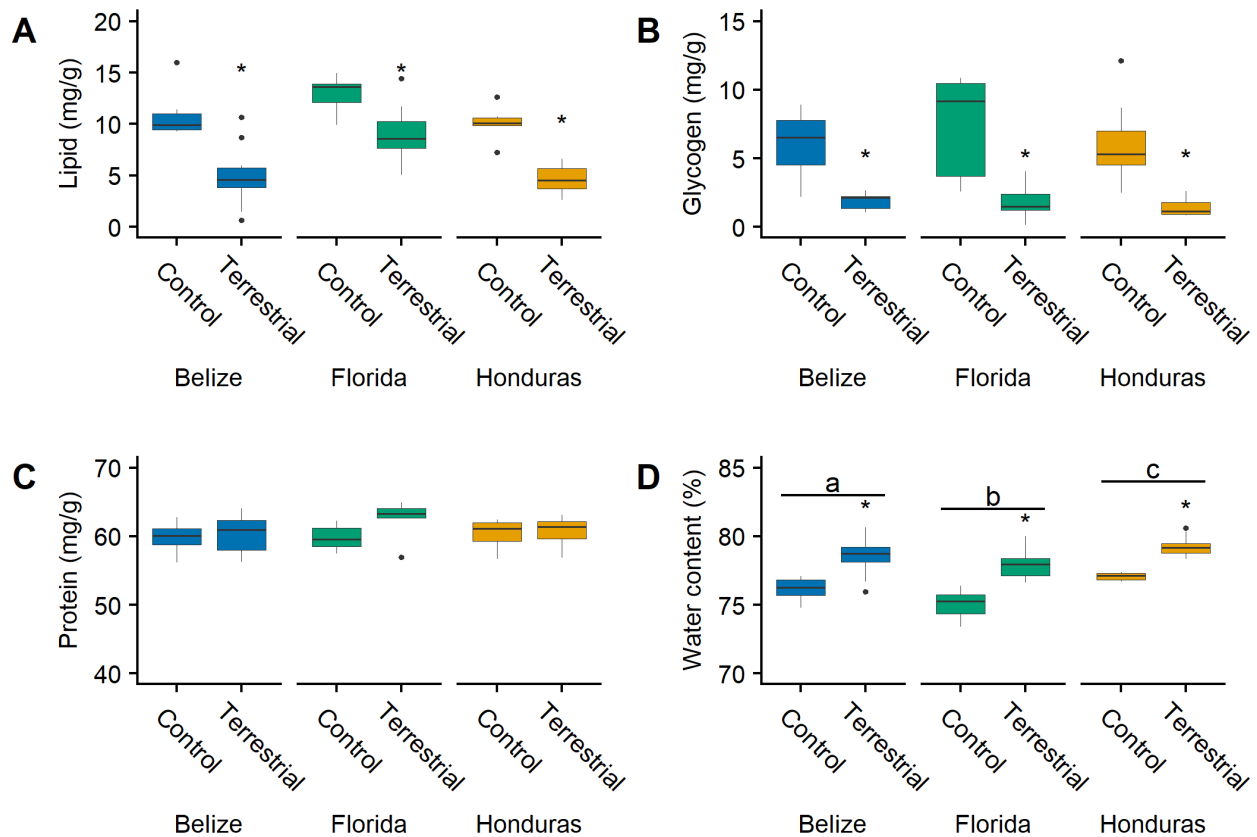 A
Lipid (mg/g)
20
15
10
5
0
*
*
*
Control
Terrestrial
Control
Terrestrial
Control
Terrestrial
Belize
Florida
Honduras
B
Glycogen (mg/g)
15
10
5
0
*
*
*
Control
Terrestrial
Control
Terrestrial
Control
Terrestrial
Belize
Florida
Honduras
C
Protein (mg/g)
70
60
50
40
Control
Terrestrial
Control
Terrestrial
Control
Terrestrial
Belize
Florida
Honduras
D
Water content (%)
85
80
75
70
a
*
b
*
c
*
Control
Terrestrial
Control
Terrestrial
Control
Terrestrial
Belize
Florida
Honduras